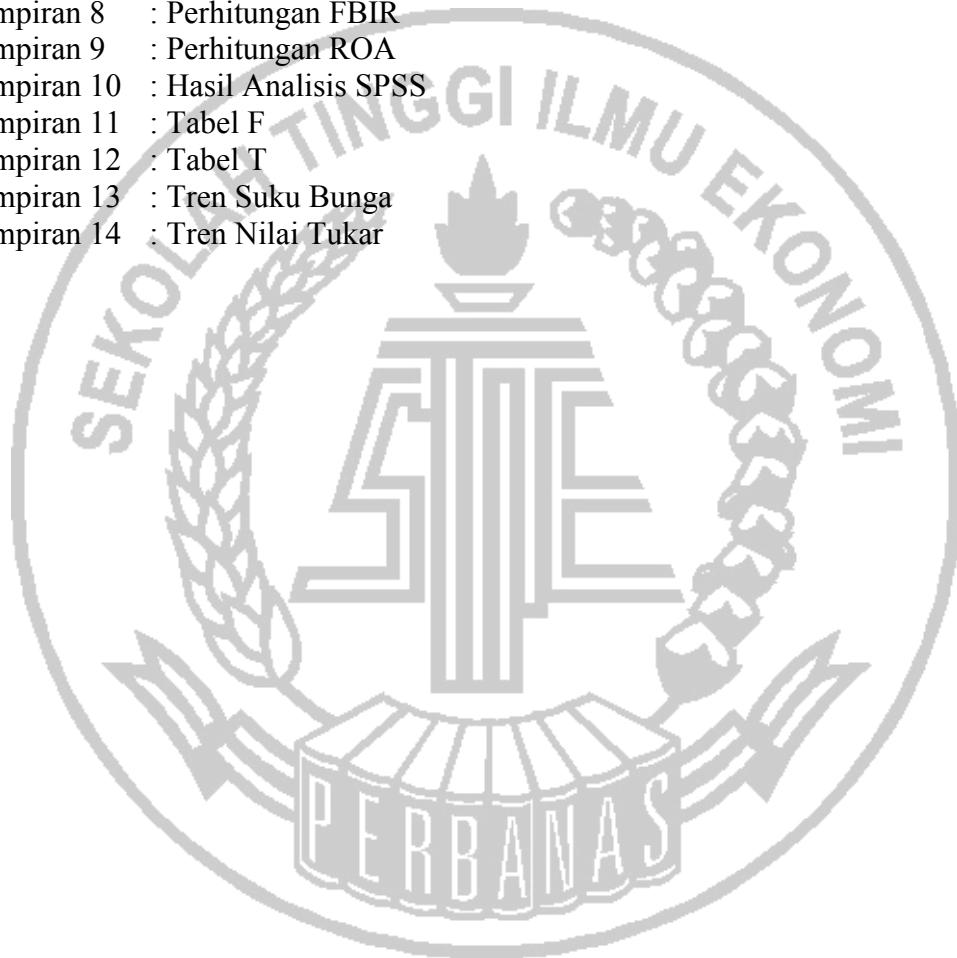 mpiran 8 : Perhitungan FBIR
mpiran 9 : Perhitungan ROA
mpiran 10 : Hasil Analisis SPSS
mpiran 11 : Tabel F
mpiran 12 : Tabel T
mpiran 13 : Tren Suku Bunga
mpiran 14 : Tren Nilai Tukar
SEKOLAH TINGGI ILMU EKONOMI
STIE
PERBANAS